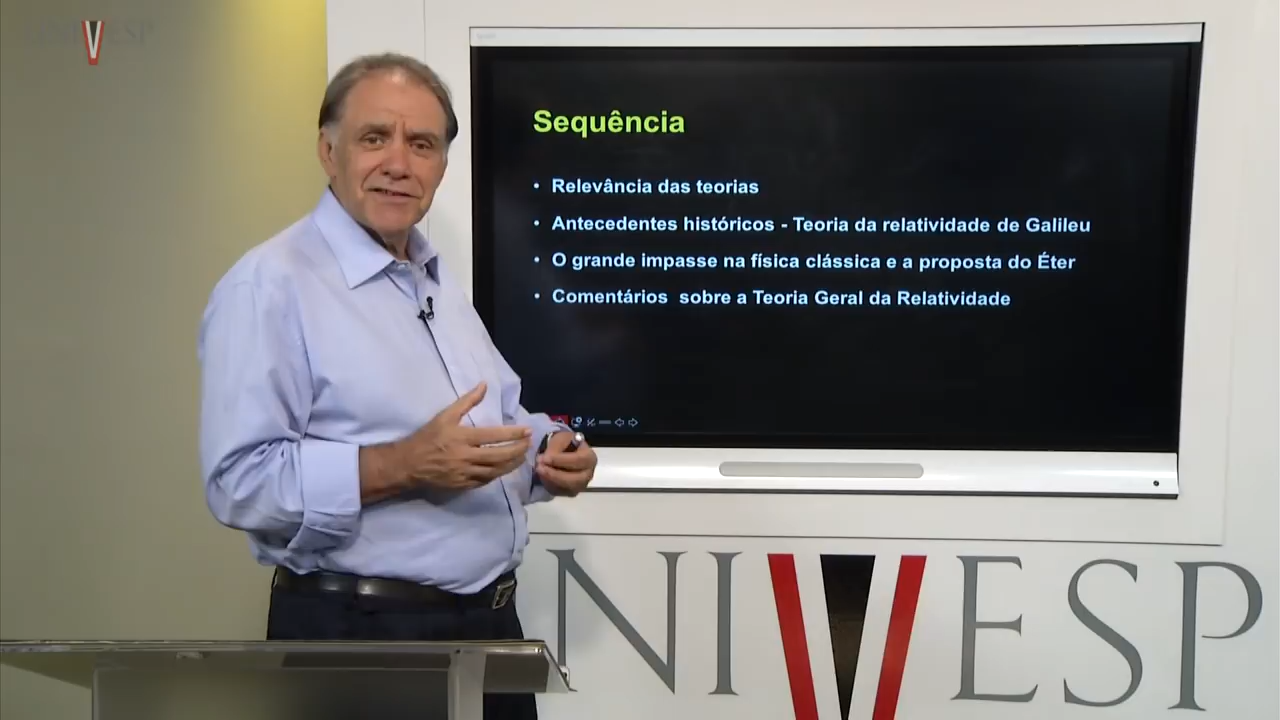 UNIVESP
Sequência
• Relevância das teorias
• Antecedentes históricos - Teoria da relatividade de Galileu
• O grande impasse na física clássica e a proposta do Éter
• Comentários  sobre a Teoria Geral da Relatividade
NIVESP